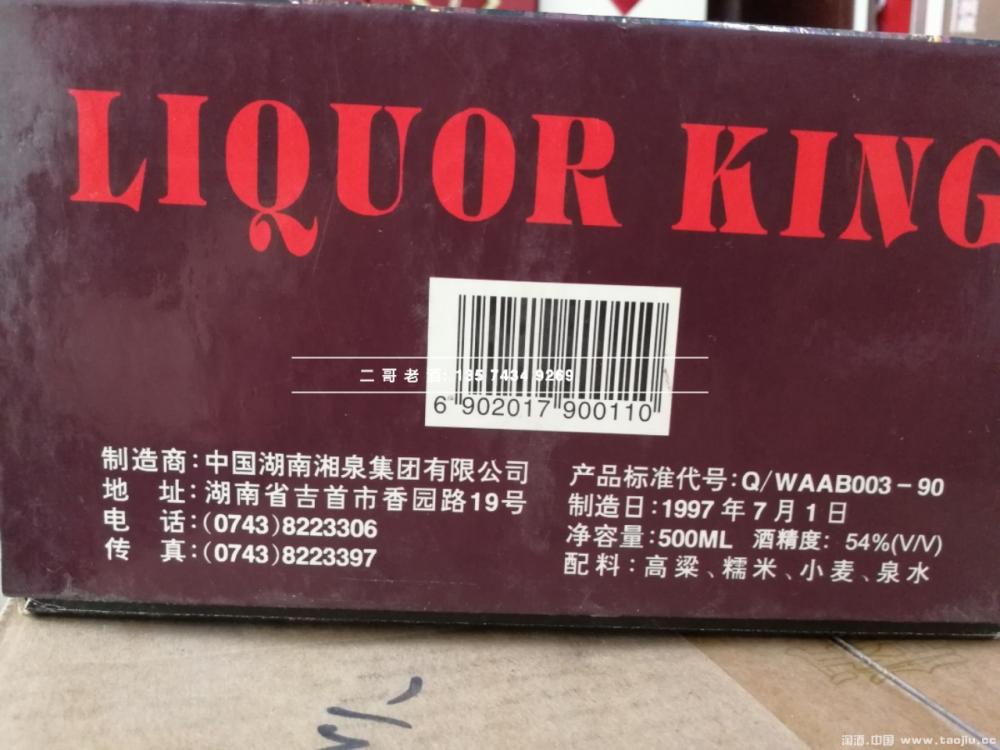 LIQUOR KING
二哥老酒: 185 7434 9269
6 902017 900110
制造商:中国湖南湘泉集团有限公司
地 址:湖南省吉首市香园路19号
电 话:(0743)8223306
传 真:(0743)8223397
产品标准代号:Q/WAAB003-90
制造日:1997年7月1日
净容量:500ML 酒精度: 54%(V/V)
配料:高粱、糯米、小麦、泉水
淘酒.中国 www.taojiu.cc